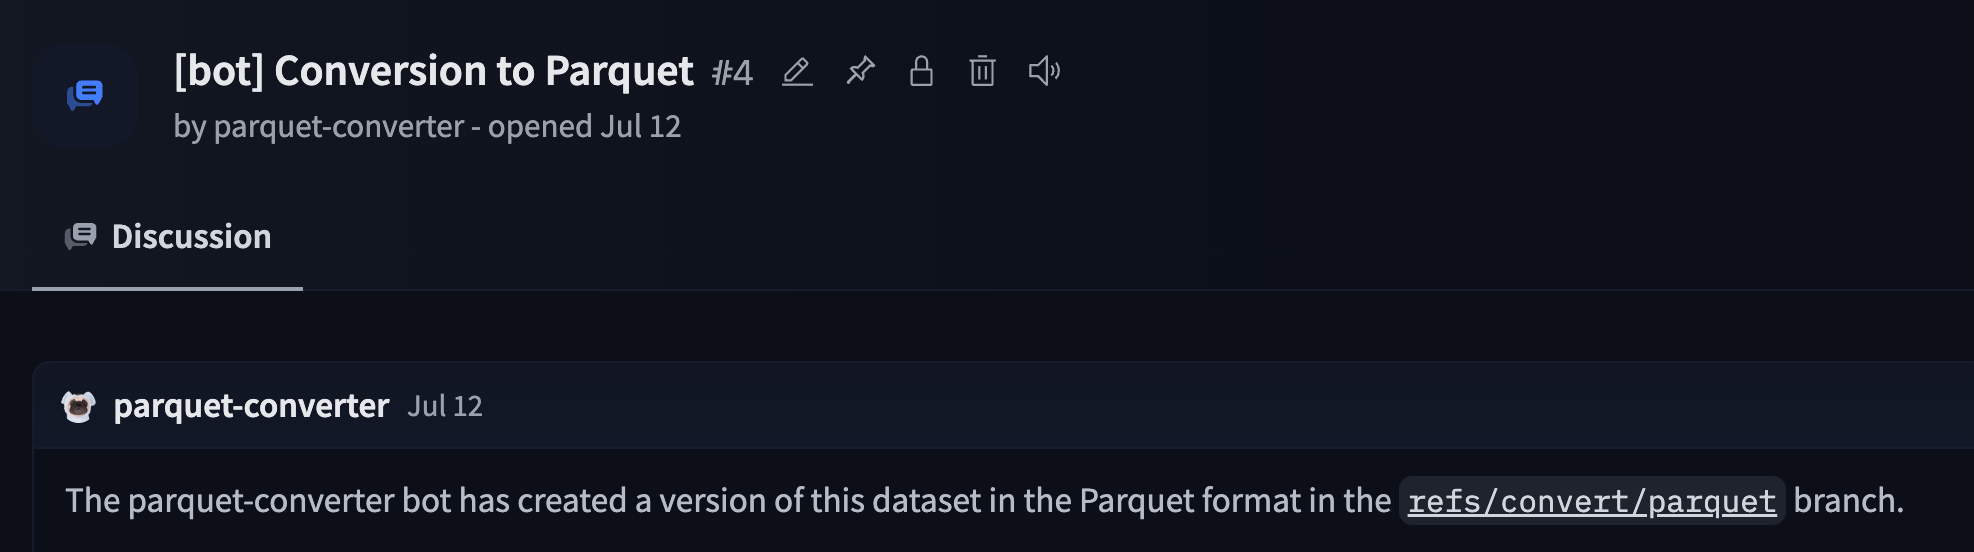 [bot] Conversion to Parquet #4
by parquet-converter - opened Jul 12
Discussion
parquet-converter Jul 12
The parquet-converter bot has created a version of this dataset in the Parquet format in the refs/convert/parquet branch.